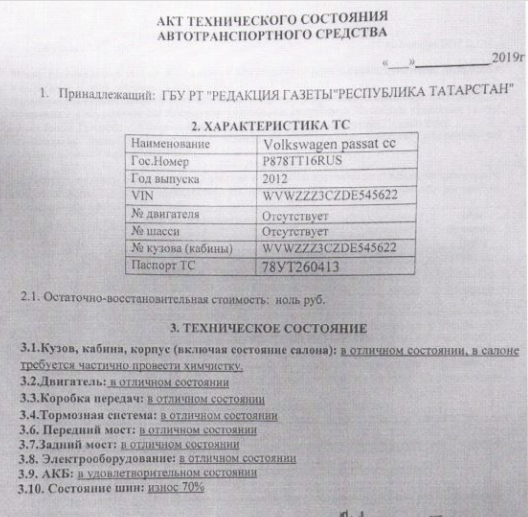 АКТ ТЕХНИЧЕСКОГО СОСТОЯНИЯ
АВТОТРАНСПОРТНОГО СРЕДСТВА
«___»____________2019г
1. Принадлежащий: ГБУ РТ "РЕДАКЦИЯ ГАЗЕТЫ"РЕСПУБЛИКА ТАТАРСТАН"
2. ХАРАКТЕРИСТИКА ТС
Наименование Volkswagen passat cc
Гос.Номер Р878ТТ16RUS
Год выпуска 2012
VIN WVWZZZ3CZDE545622
№ двигателя Отсутствует
№ шасси Отсутствует
№ кузова (кабины) WVWZZZ3CZDE545622
Паспорт ТС 78УТ260413
2.1. Остаточно-восстановительная стоимость: ноль руб.
3. ТЕХНИЧЕСКОЕ СОСТОЯНИЕ
3.1.Кузов, кабина, корпус (включая состояние салона): в отличном состоянии, в салоне
требуется частично провести химчистку.
3.2.Двигатель: в отличном состоянии
3.3.Коробка передач: в отличном состоянии
3.4.Тормозная система: в отличном состоянии
3.6. Передний мост: в отличном состоянии
3.7.Задний мост: в отличном состоянии
3.8. Электрооборудование: в отличном состоянии
3.9. АКБ: в удовлетворительном состоянии
3.10. Состояние шин: износ 70%